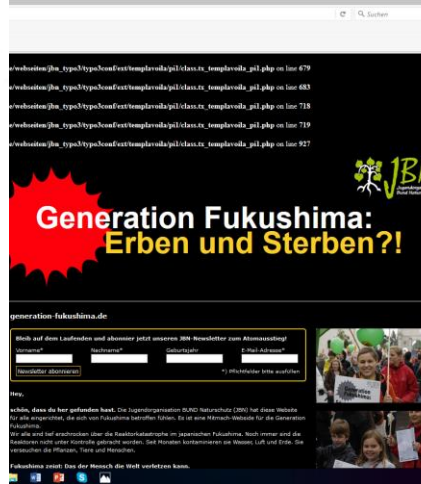 Suchen
e/webseiten/jbn_typo3/typo3conf/ext/templavoila/pi1/class.tx_templavoila_pi1.php on line 679
e/webseiten/jbn_typo3/typo3conf/ext/templavoila/pi1/class.tx_templavoila_pi1.php on line 683
e/webseiten/jbn_typo3/typo3conf/ext/templavoila/pi1/class.tx_templavoila_pi1.php on line 718
e/webseiten/jbn_typo3/typo3conf/ext/templavoila/pi1/class.tx_templavoila_pi1.php on line 719
e/webseiten/jbn_typo3/typo3conf/ext/templavoila/pi1/class.tx_templavoila_pi1.php on line 927
JB
Generation Fukushima:
Erben und Sterben?!
generation-fukushima.de
Bleib auf dem Laufenden und abonnier jetzt unseren JBN-Newsletter zum Atomausstieg!
Vorname* Nachname* Geburtsjahr E-Mail-Adresse*
Newsletter abonnieren *) Pflichtfelder bitte ausfüllen
Hey,
schön, dass du her gefunden hast. Die Jugendorganisation BUND Naturschutz (JBN) hat diese Website
für alle eingerichtet, die sich von Fukushima betroffen fühlen. Es ist eine Mitmach-Website für die Generation
Fukushima.
Wir alle sind tief erschrocken über die Reaktorkatastrophe im japanischen Fukushima. Noch immer sind die
Reaktoren nicht unter Kontrolle gebracht worden. Seit Monaten kontaminieren sie Wasser, Luft und Erde. Sie
verseuchen die Pflanzen, Tiere und Menschen.
Fukushima zeigt: Das der Mensch die Welt verletzen kann.